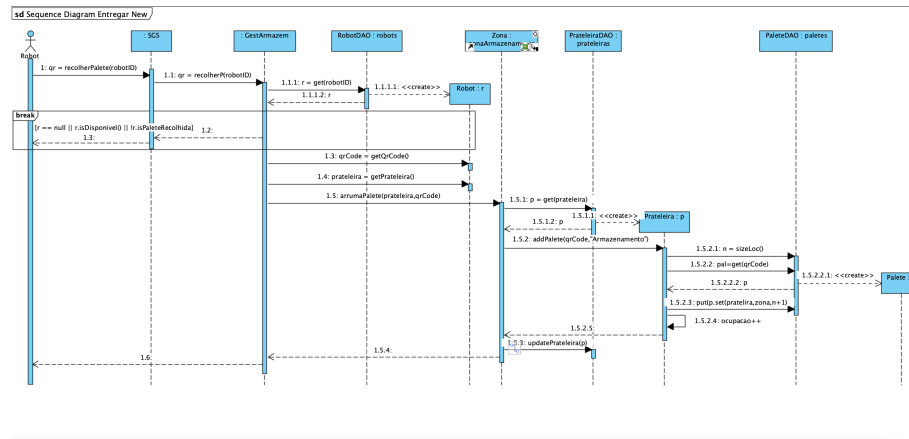 sd Sequence Diagram Entregar New
: SGS
: GestArmazem
RobotDAO : robots
Zona :
PrateleiraDAO :
prateleiras
PaleteDAO : paletes
Robot
1: qr = recolherPalete(robotID)
1.1: qr = recolherP(robotID)
1.1.1: r = get(robotID)
1.1.1.1: <<create>>
Robot : r
1.1.1.2: r
break
[r == null || r.isDisponivel() || !r.isPaleteRecolhida]
1.2:
1.3:
1.3: qrCode = getQrCode()
1.4: prateleira = getPrateleira()
1.5: arrumaPalete(prateleira,qrCode)
1.5.1: p = get(prateleira)
1.5.1.1: <<create>>
Prateleira : p
1.5.1.2: p
1.5.2: addPalete(qrCode,"Armazenamento")
1.5.2.1: n = sizeLoc()
1.5.2.2: pal=get(qrCode)
1.5.2.2.1: <<create>>
Palete :
1.5.2.2.2: p
1.5.2.3: put(p.set(pratelira,zona,n+1)
1.5.2.4: ocupacao++
1.5.2.5:
1.5.3: updatePrateleira(p)
1.5.4:
1.6: